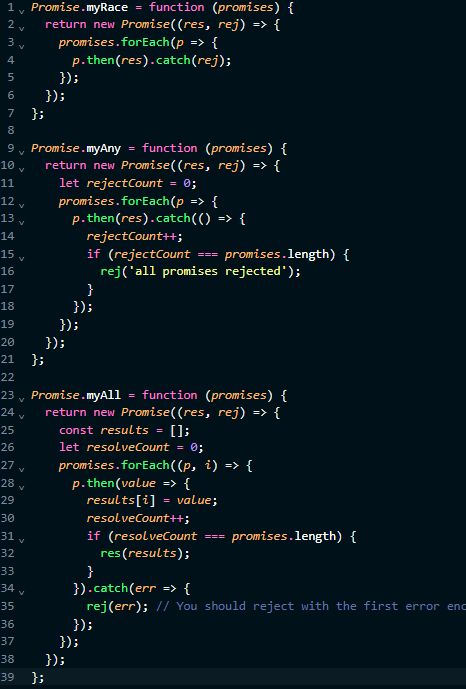 1 Promise.myRace = function (promises) {
2 return new Promise((res, rej) => {
3 promises.forEach(p => {
4 p.then(res).catch(rej);
5 });
6 });
7 };
8
9 Promise.myAny = function (promises) {
10 return new Promise((res, rej) => {
11 let rejectCount = 0;
12 promises.forEach(p => {
13 p.then(res).catch(() => {
14 rejectCount++;
15 if (rejectCount === promises.length) {
16 rej('all promises rejected');
17 }
18 });
19 });
20 });
21 };
22
23 Promise.myAll = function (promises) {
24 return new Promise((res, rej) => {
25 const results = [];
26 let resolveCount = 0;
27 promises.forEach((p, i) => {
28 p.then(value => {
29 results[i] = value;
30 resolveCount++;
31 if (resolveCount === promises.length) {
32 res(results);
33 }
34 }).catch(err => {
35 rej(err); // You should reject with the first error enc
36 });
37 });
38 });
39 };